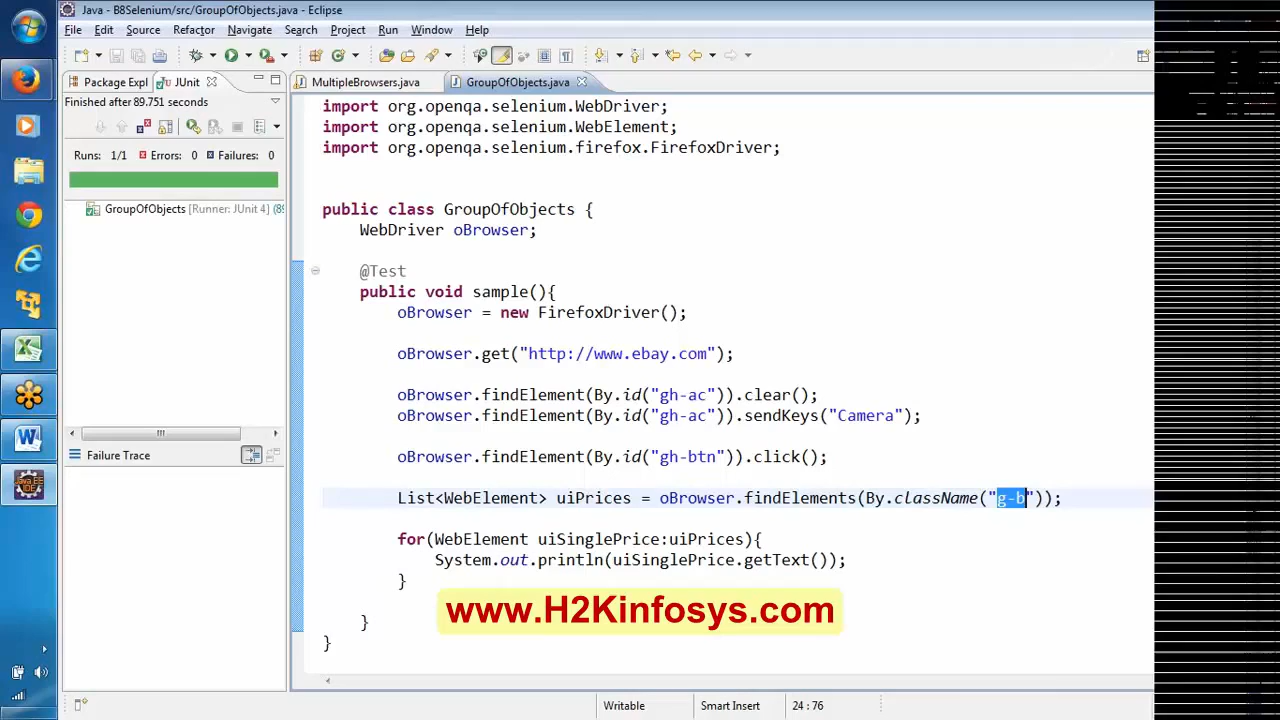 Java - B8Selenium/src/GroupOfObjects.java - Eclipse
File Edit Source Refactor Navigate Search Project Run Window Help
Package Expl JUnit
MultipleBrowsers.java
Finished after 89.751 seconds
Runs: 1/1 Errors: 0 Failures: 0
GroupOfObjects [Runner: JUnit 4] (89
Failure Trace
import org.openqa.selenium.WebDriver;
import org.openqa.selenium.WebElement;
import org.openqa.selenium.firefox.FirefoxDriver;
public class GroupOfObjects {
WebDriver oBrowser;
@Test
public void sample(){
oBrowser = new FirefoxDriver();
oBrowser.get("http://www.ebay.com");
oBrowser.findElement(By.id("gh-ac")).clear();
oBrowser.findElement(By.id("gh-ac")).sendKeys("Camera");
oBrowser.findElement(By.id("gh-btn")).click();
List<WebElement> uiPrices = oBrowser.findElements(By.className("g-b"));
for(WebElement uiSinglePrice:uiPrices){
System.out.println(uiSinglePrice.getText());
}
www.H2Kinfosys.com
}
}
Writable Smart Insert 24 : 76